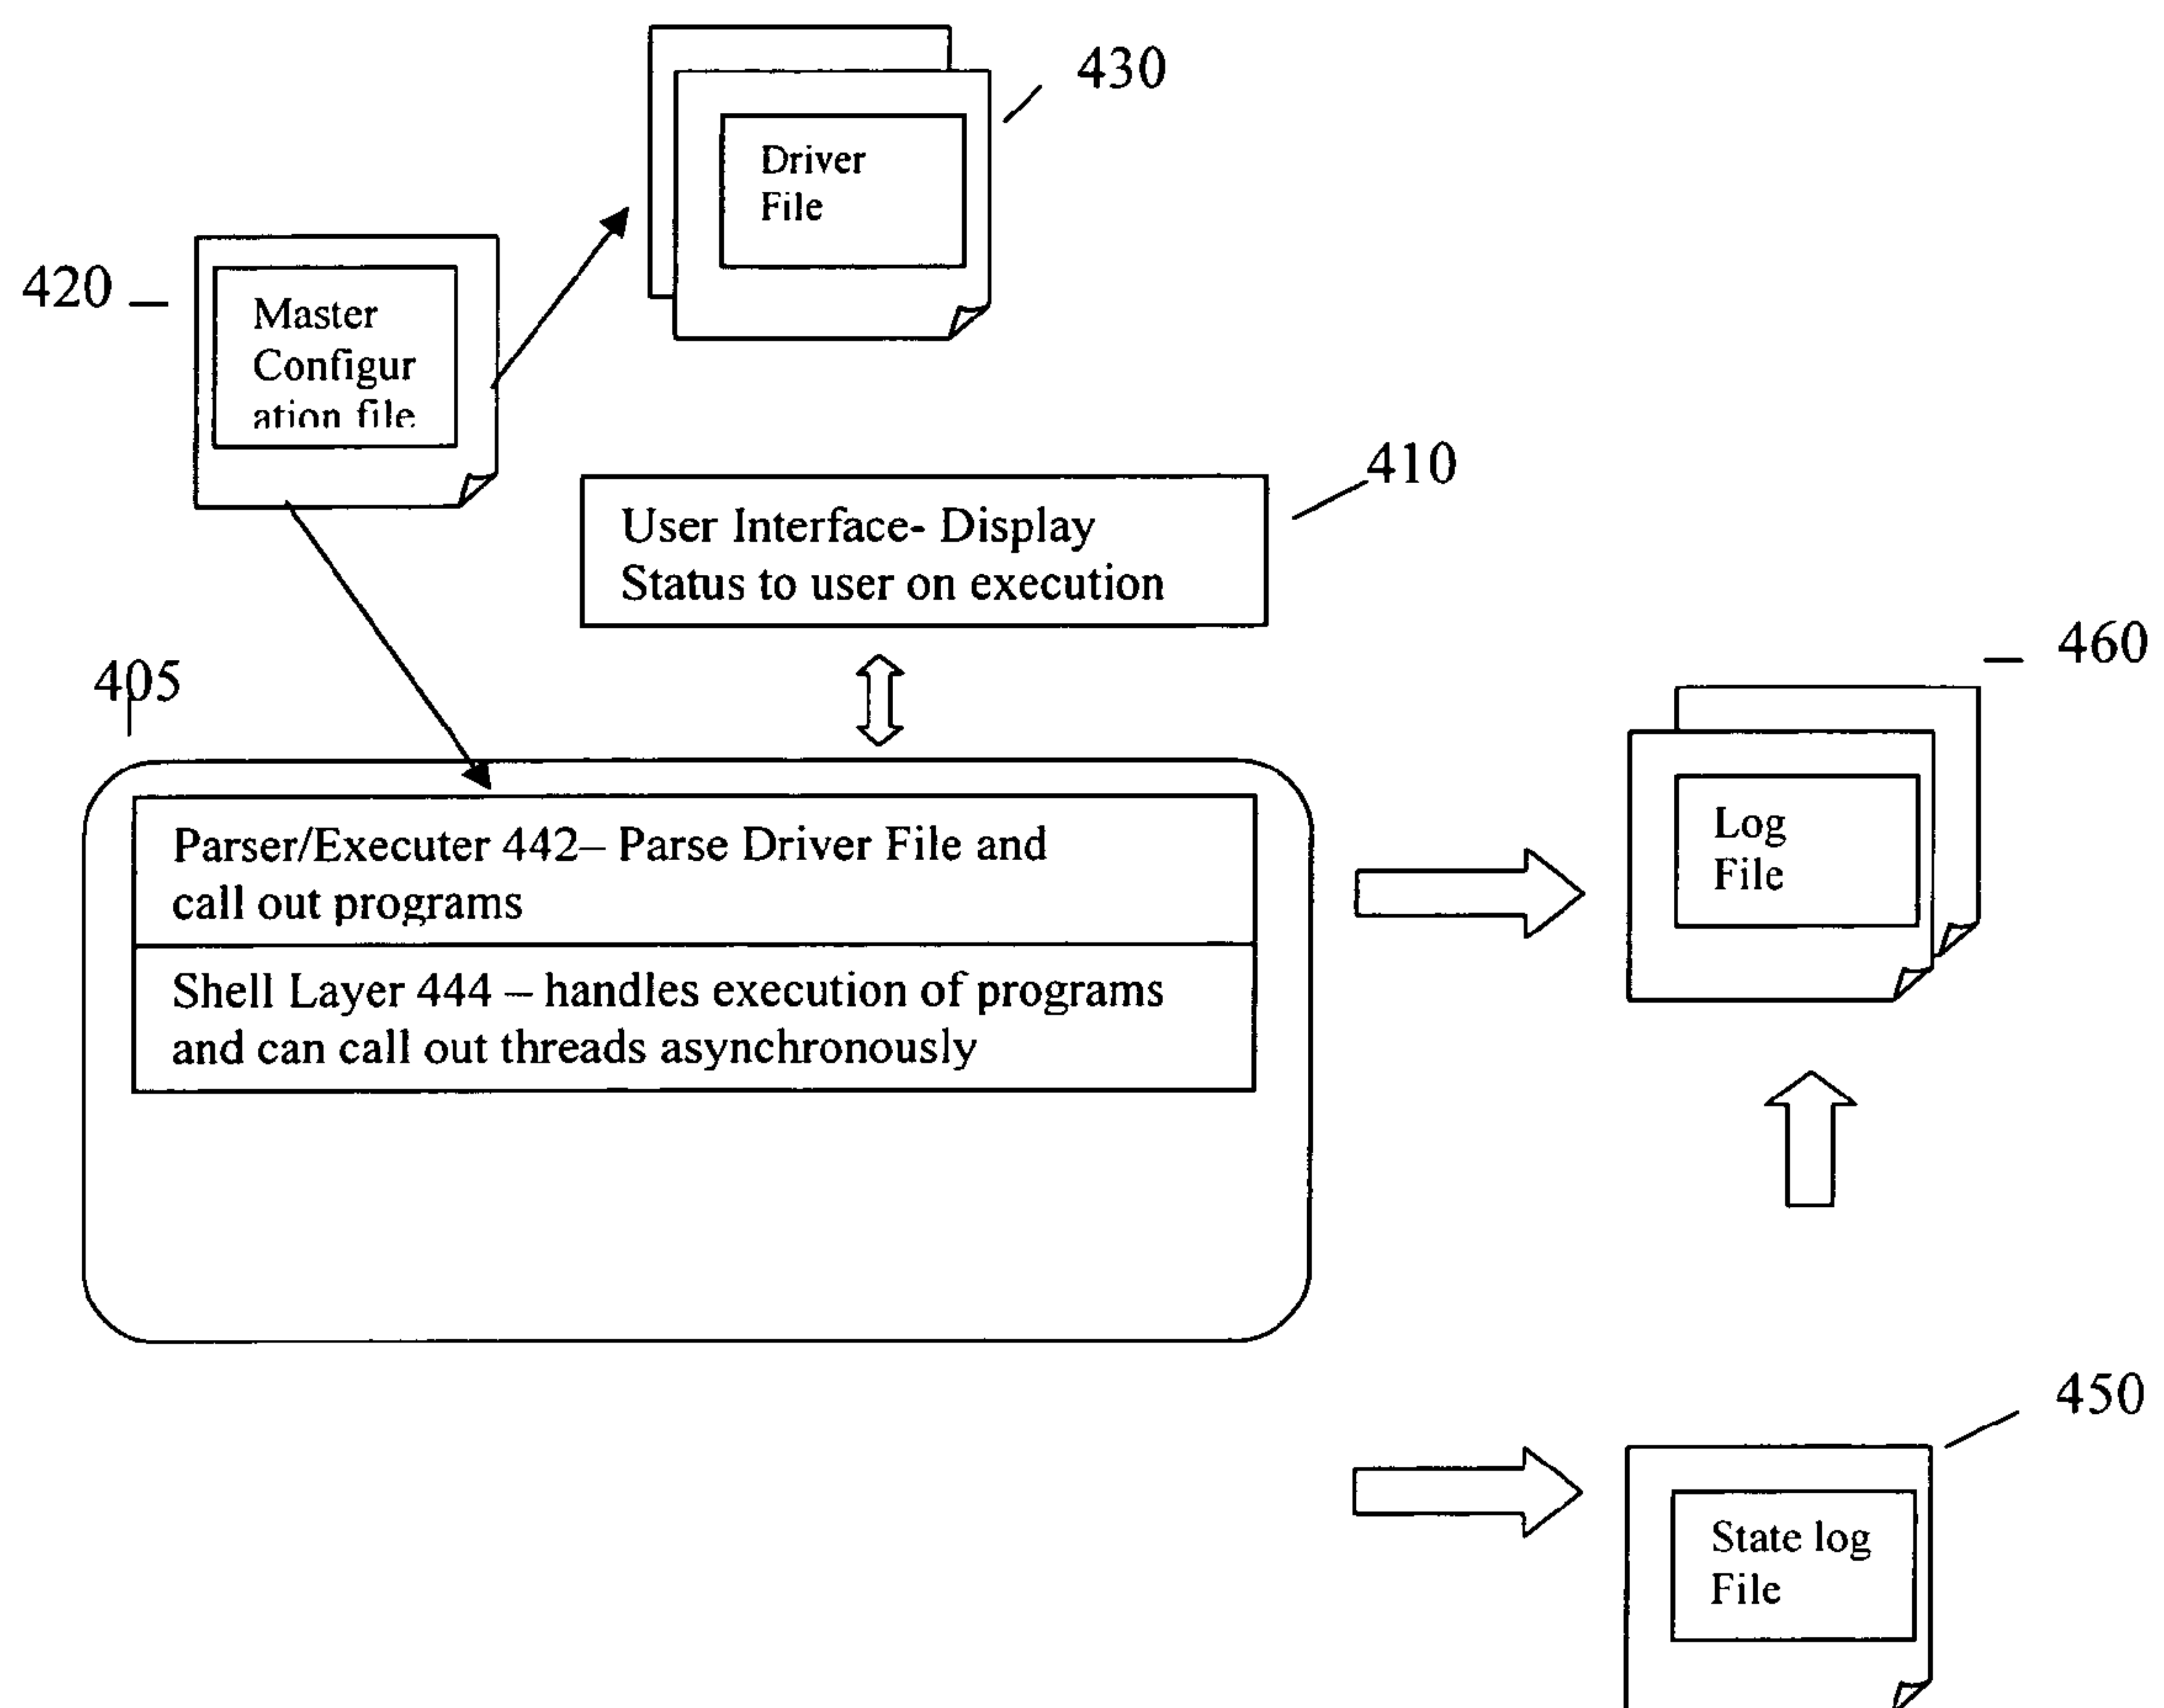 430
Driver
File
420
Master
Configur
ation file
410
User Interface- Display
Status to user on execution
405
460
Parser/Executer 442– Parse Driver File and
call out programs
Log
File
Shell Layer 444 – handles execution of programs
and can call out threads asynchronously
450
State log
File